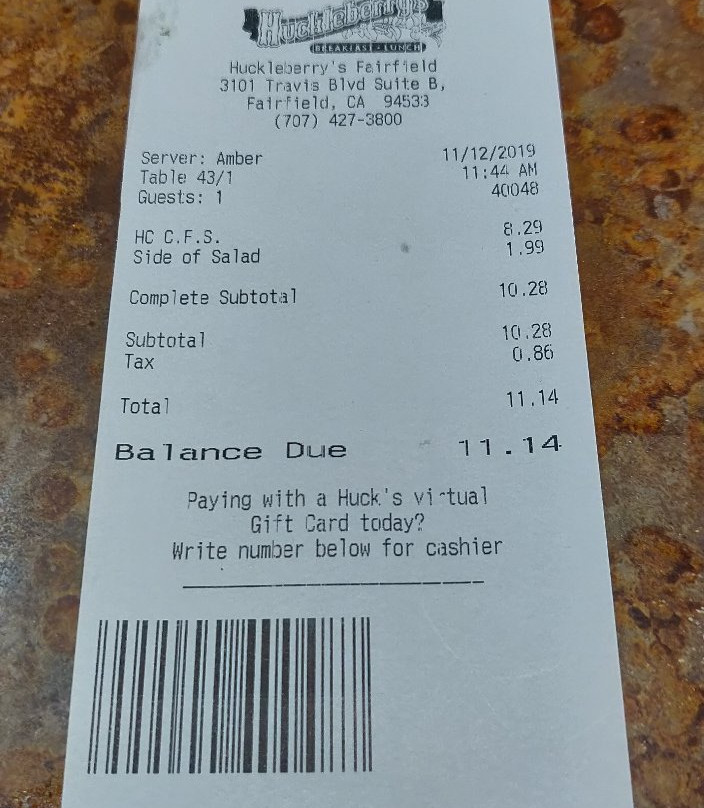 Huckleberry's
BREAKFAST • LUNCH
Huckleberry's Fairfield
3101 Travis Blvd Suite B,
Fairfield, CA 94533
(707) 427-3800
Server: Amber 11/12/2019
Table 43/1 11:44 AM
Guests: 1 40048
HC C.F.S. 8.29
Side of Salad 1.99
Complete Subtotal 10.28
Subtotal 10.28
Tax 0.86
Total 11.14
Balance Due 11.14
Paying with a Huck's virtual
Gift Card today?
Write number below for cashier